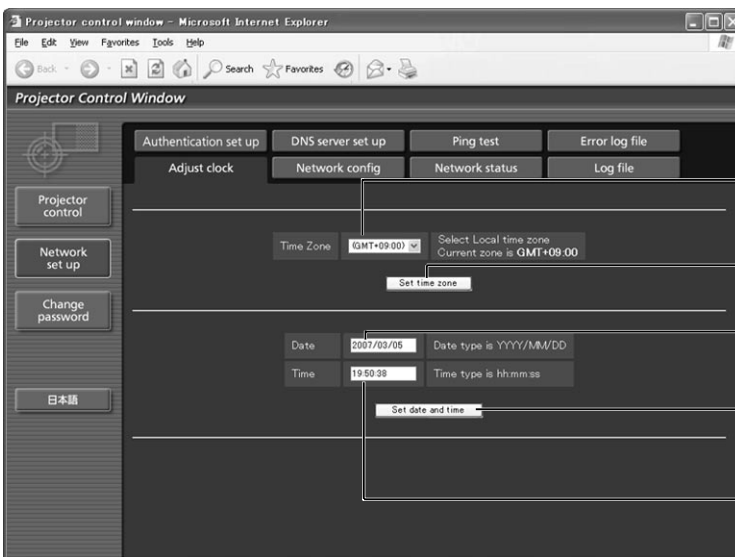 Projector control window - Microsoft Internet Explorer
File Edit View Favorites Tools Help
Back Search Favorites
Projector Control Window
Authentication set up DNS server set up Ping test Error log file
Adjust clock Network config Network status Log file
Projector
control
Network
set up
Change
password
日本語
Time Zone (GMT+09:00) Select Local time zone
Current zone is GMT+09:00
Set time zone
Date 2007/03/05 Date type is YYYY/MM/DD
Time 19:50:38 Time type is hh:mm:ss
Set date and time